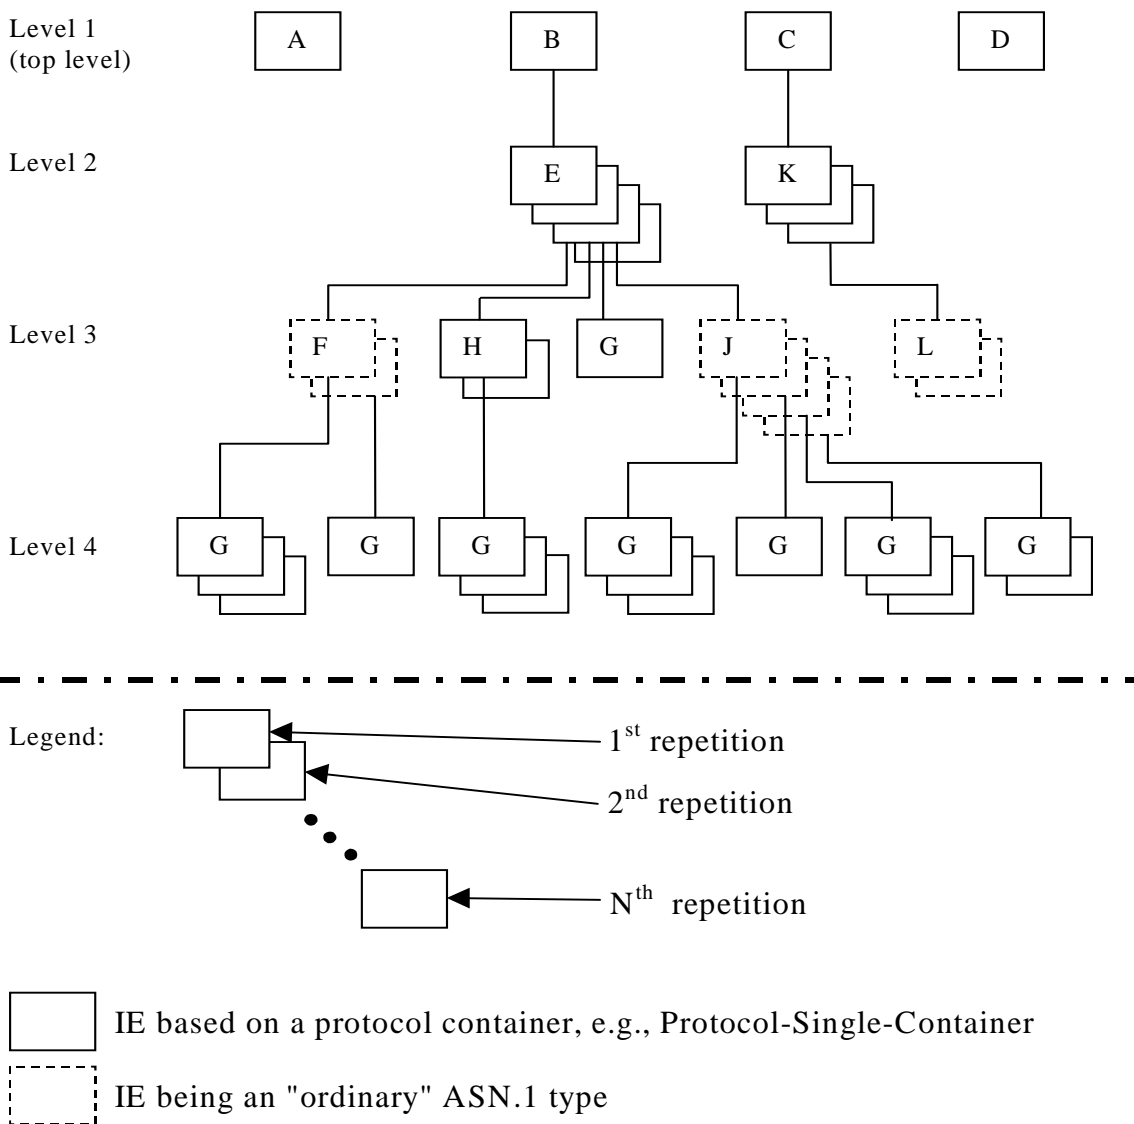 Level 1
(top level)
A
B
C
D
Level 2
E
K
Level 3
F
H
G
J
L
Level 4
G
G
G
G
G
G
G
Legend:
1st repetition
2nd repetition
Nth repetition
IE based on a protocol container, e.g., Protocol-Single-Container
IE being an "ordinary" ASN.1 type